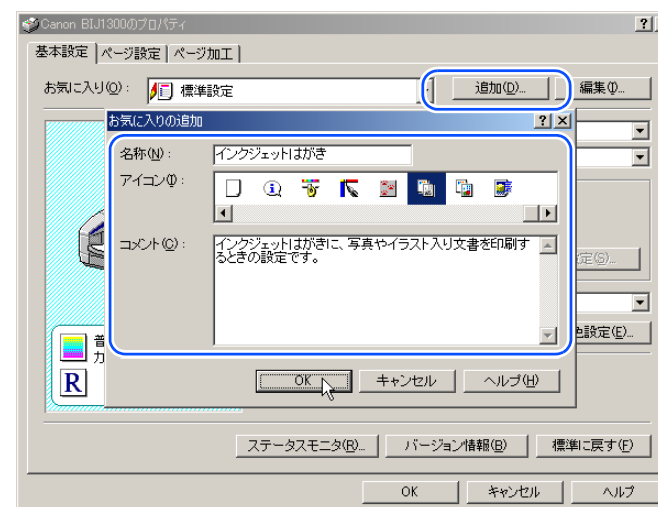 Canon BIJ1300のプロパティ
基本設定 ページ設定 ページ加工
お気に入り(O): 標準設定 追加(D)... 編集(I)...
お気に入りの追加
名称(N): インクジェットはがき
アイコン(I):
コメント(C): インクジェットはがきに、写真やイラスト入り文書を印刷す
るときの設定です。
定(S)...
色設定(E)...
普
カ
R
OK キャンセル ヘルプ(H)
ステータスモニタ(R)... バージョン情報(B) 標準に戻す(F)
OK キャンセル ヘルプ